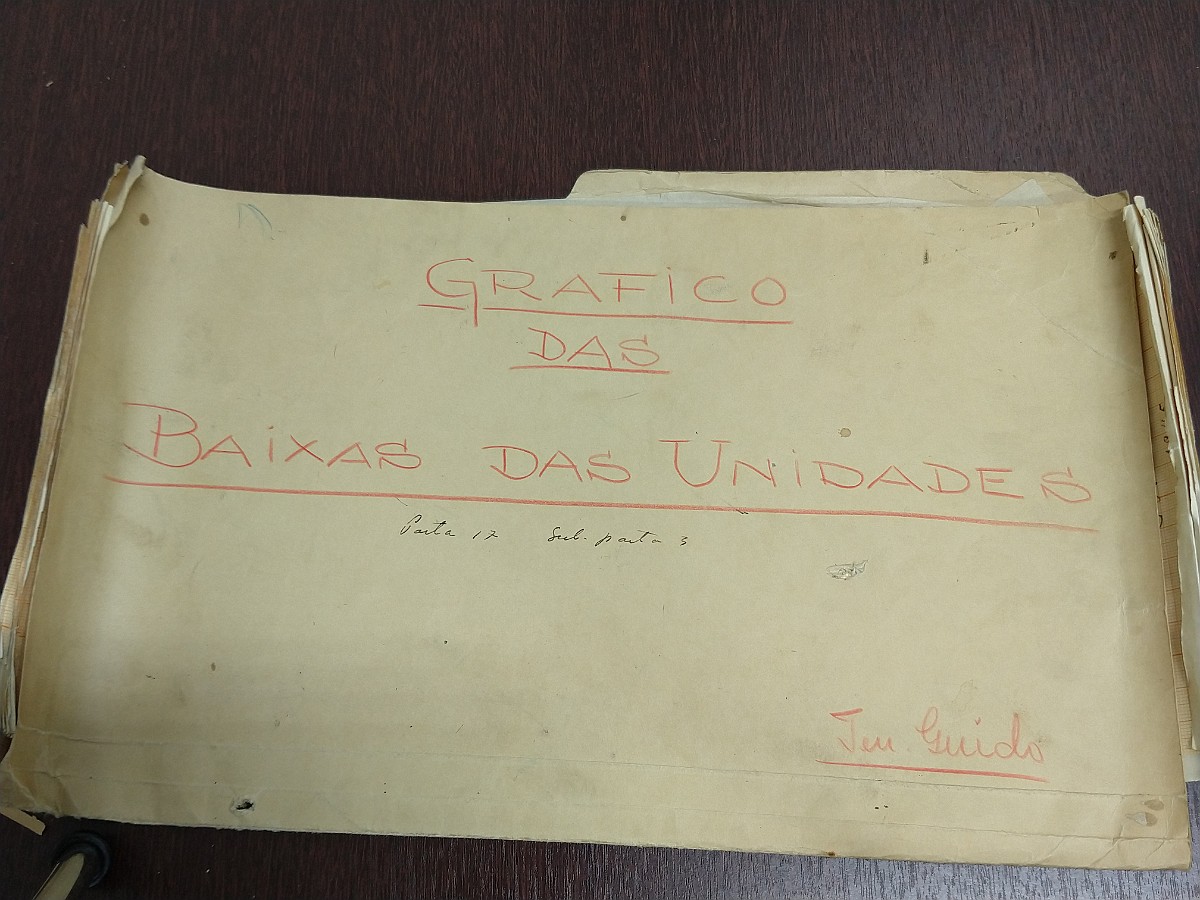 GRAFICO
DAS
BAIXAS DAS UNIDADES
Pasta 17 Sub. pasta 3
Ten. Guido